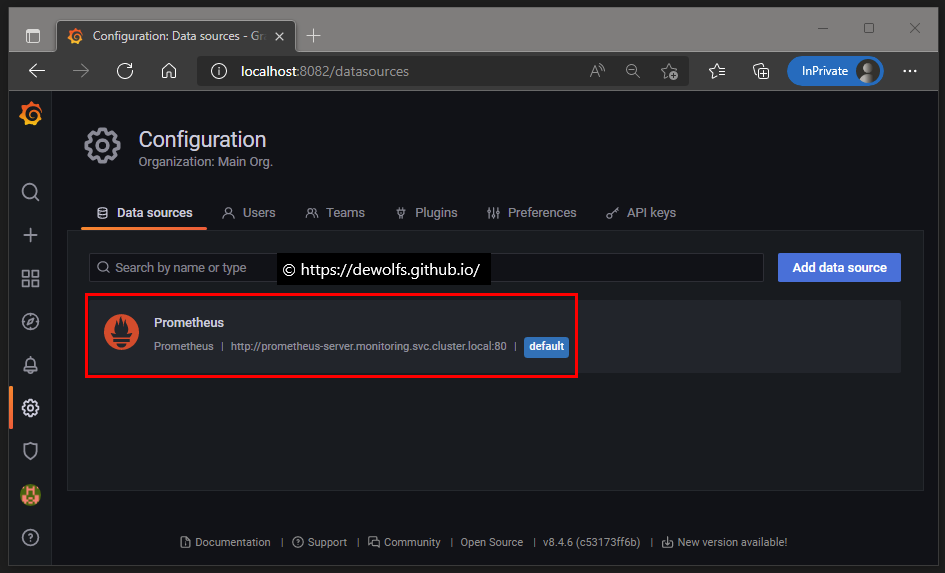 Configuration: Data sources - Gr
localhost:8082/datasources
InPrivate
Configuration
Organization: Main Org.
Data sources Users Teams Plugins Preferences API keys
Search by name or type
© https://dewolfs.github.io/
Add data source
Prometheus
Prometheus | http://prometheus-server.monitoring.svc.cluster.local:80 | default
Documentation | Support | Community | Open Source | v8.4.6 (c53173ff6b) | New version available!